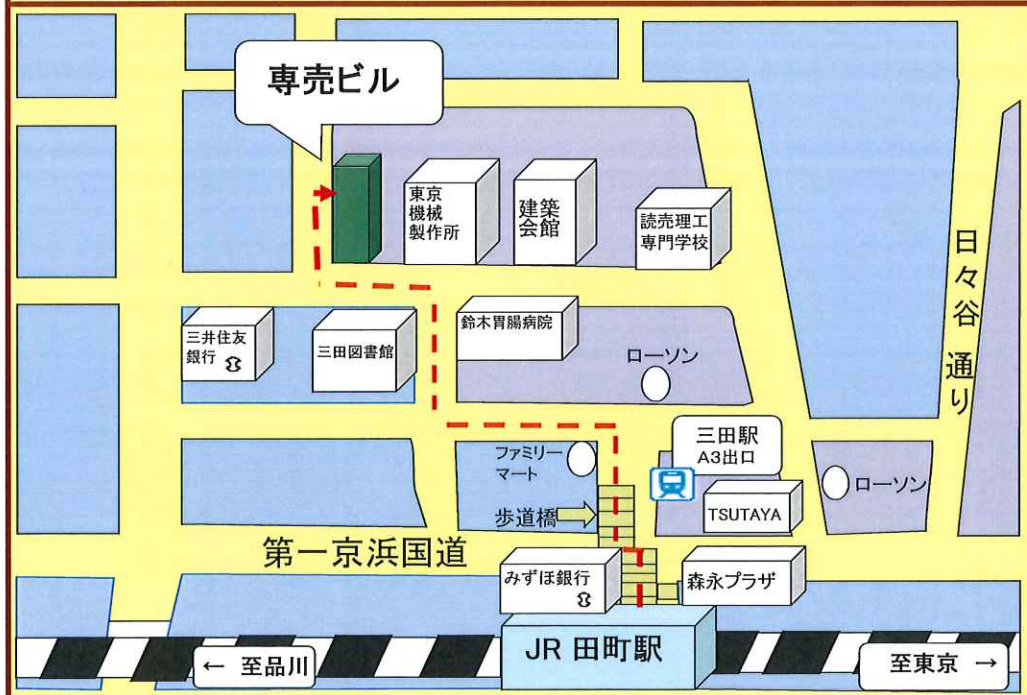 専売ビル
東京
機械
製作所
建築
会館
読売理工
専門学校
日々谷 通り
三井住友
銀行
三田図書館
鈴木胃腸病院
ローソン
三田駅
A3出口
ファミリー
マート
ローソン
TSUTAYA
歩道橋
第一京浜国道
みずほ銀行
森永プラザ
JR 田町駅
← 至品川
至東京 →